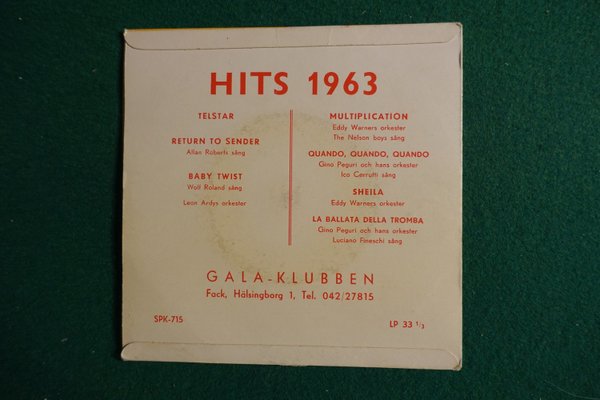 HITS 1963
TELSTAR
RETURN TO SENDER
Allan Roberts sång
BABY TWIST
Wolf Roland sång
Leon Ardys orkester
MULTIPLICATION
Eddy Warners orkester
The Nelson boys sång
QUANDO, QUANDO, QUANDO
Gino Peguri och hans orkester
Ico Cerrutti sång
SHEILA
Eddy Warners orkester
LA BALLATA DELLA TROMBA
Gino Peguri och hans orkester
Luciano Fineschi sång
GALA-KLUBBEN
Fack, Hälsingborg 1, Tel. 042/27815
SPK-715
LP 33 1/3